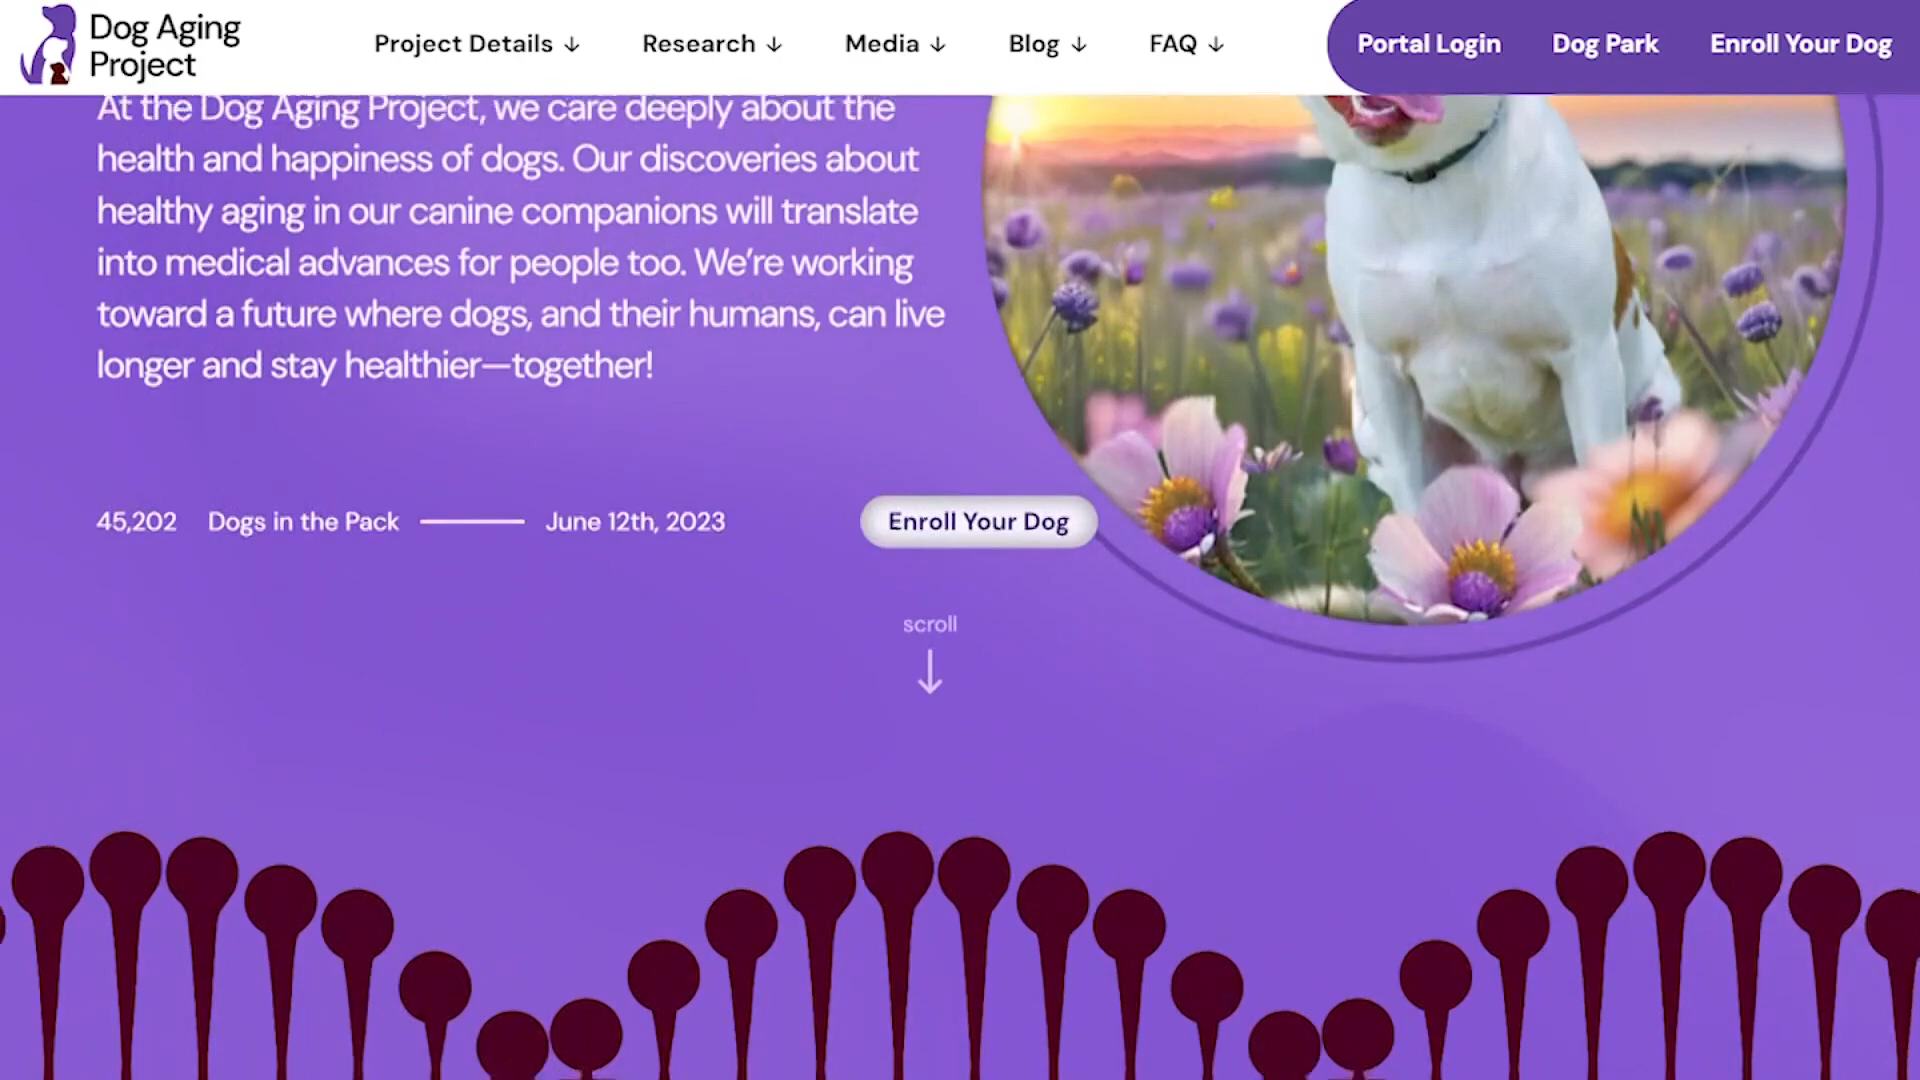 Dog Aging
Project
Project Details ↓
Research ↓
Media ↓
Blog ↓
FAQ ↓
Portal Login
Dog Park
Enroll Your Dog
At the Dog Aging Project, we care deeply about the
health and happiness of dogs. Our discoveries about
healthy aging in our canine companions will translate
into medical advances for people too. We’re working
toward a future where dogs, and their humans, can live
longer and stay healthier—together!
45,202 Dogs in the Pack
June 12th, 2023
Enroll Your Dog
scroll